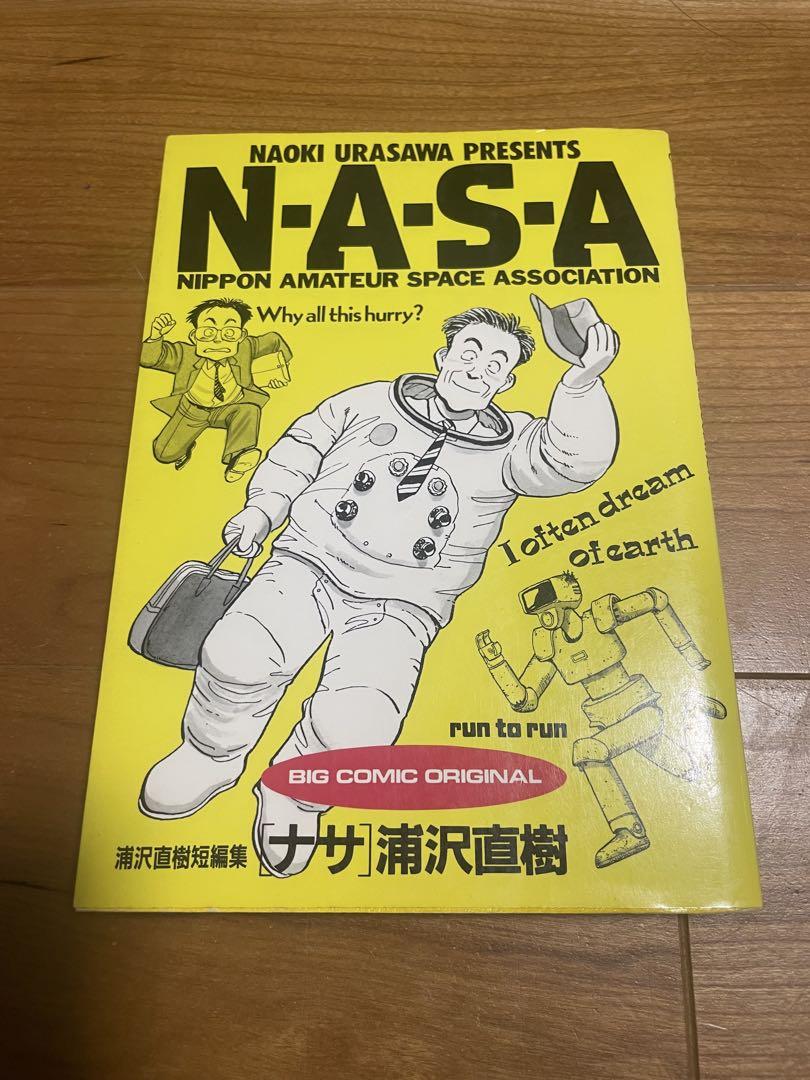 NAOKI URASAWA PRESENTS
N·A·S·A
NIPPON AMATEUR SPACE ASSOCIATION
Why all this hurry?
I often dream
of earth
run to run
BIG COMIC ORIGINAL
浦沢直樹短編集[ナサ]浦沢直樹